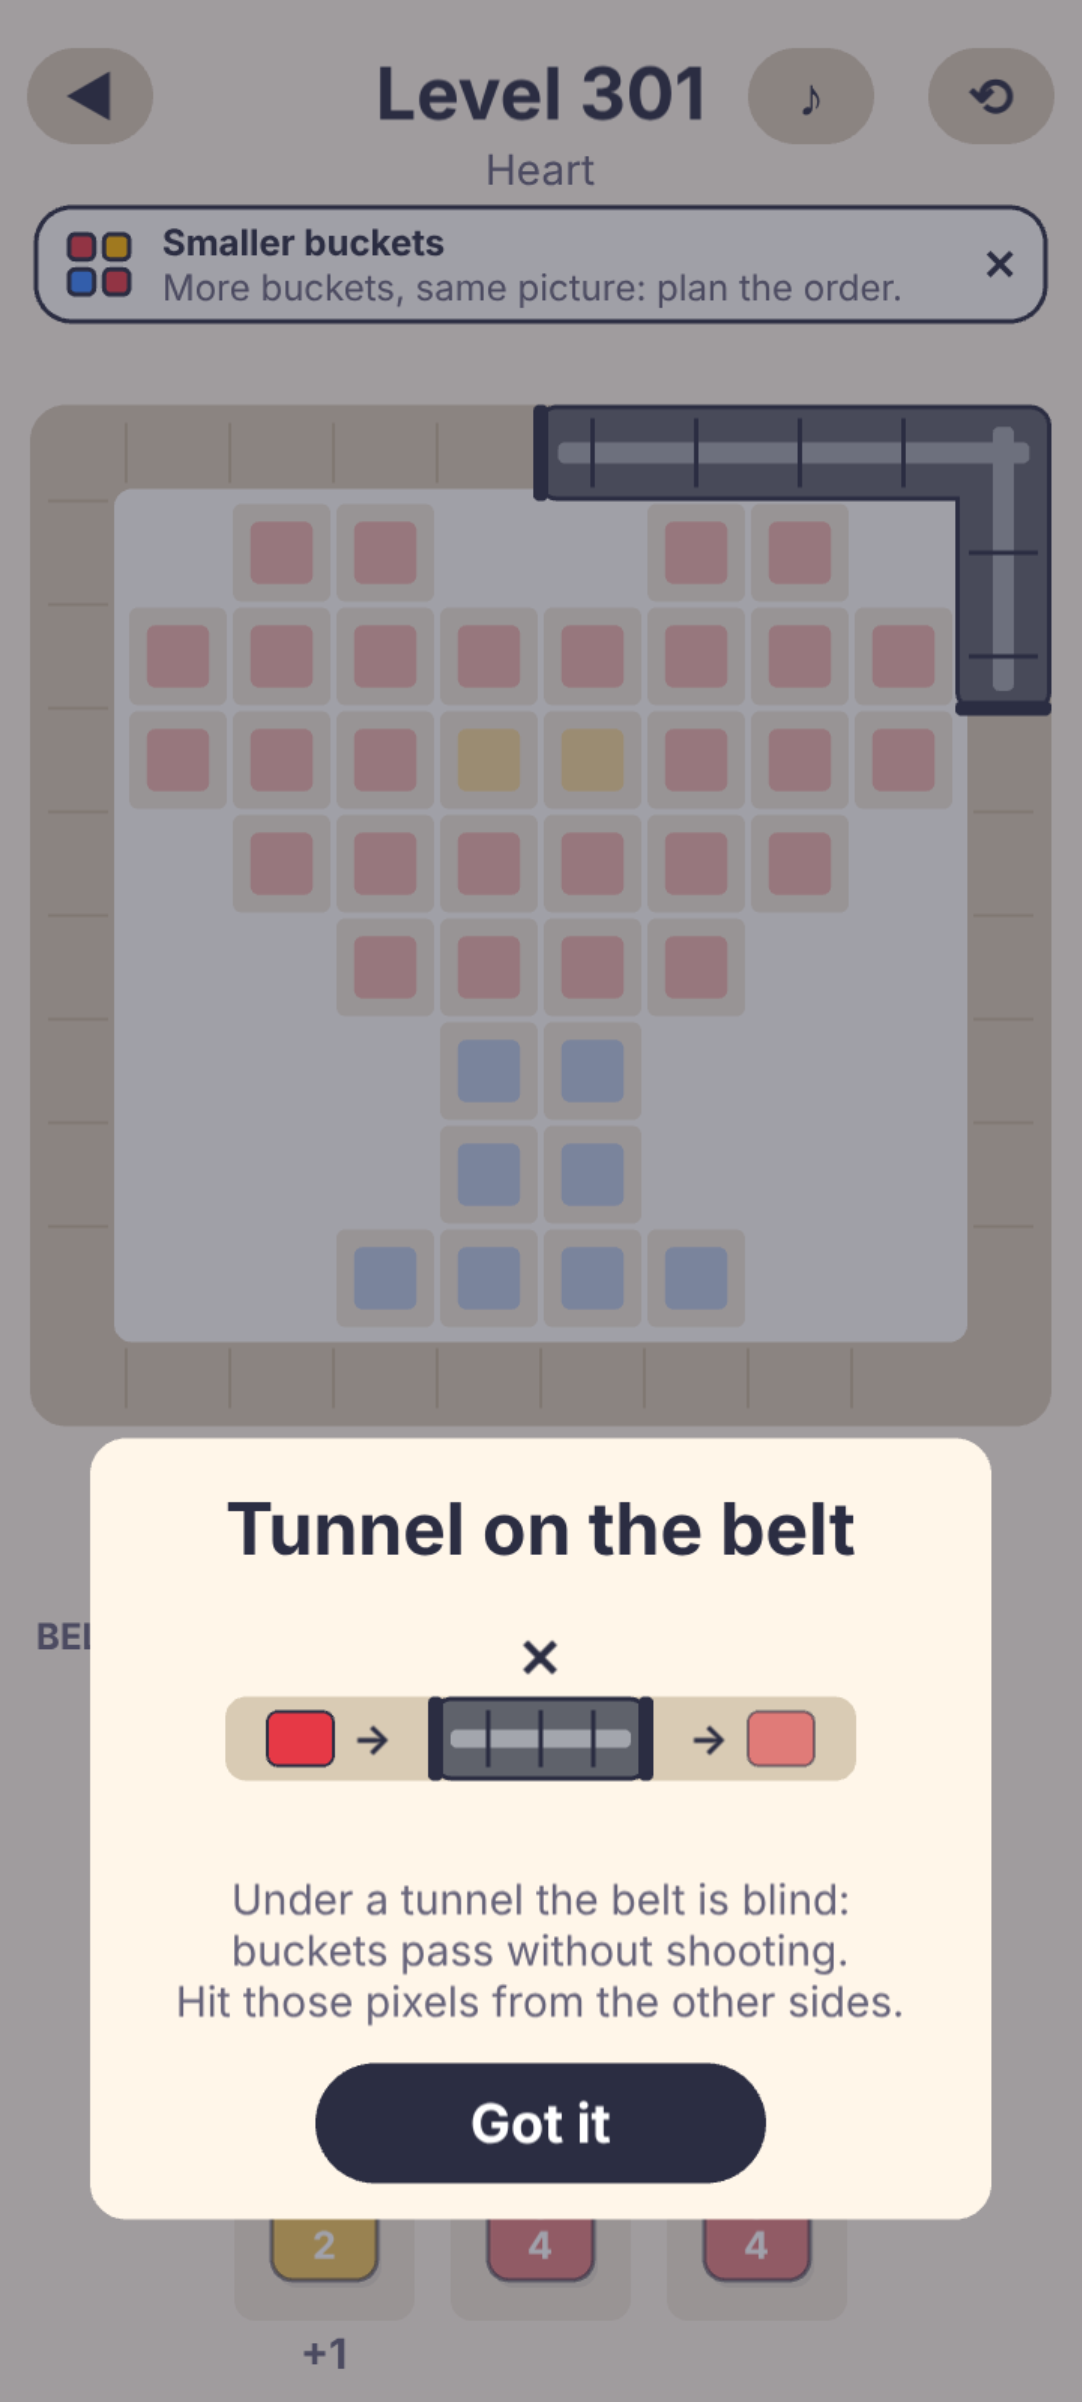 Level 301
Heart
Smaller buckets
More buckets, same picture: plan the order.
Tunnel on the belt
Under a tunnel the belt is blind:
buckets pass without shooting.
Hit those pixels from the other sides.
Got it
2 4 4
+1